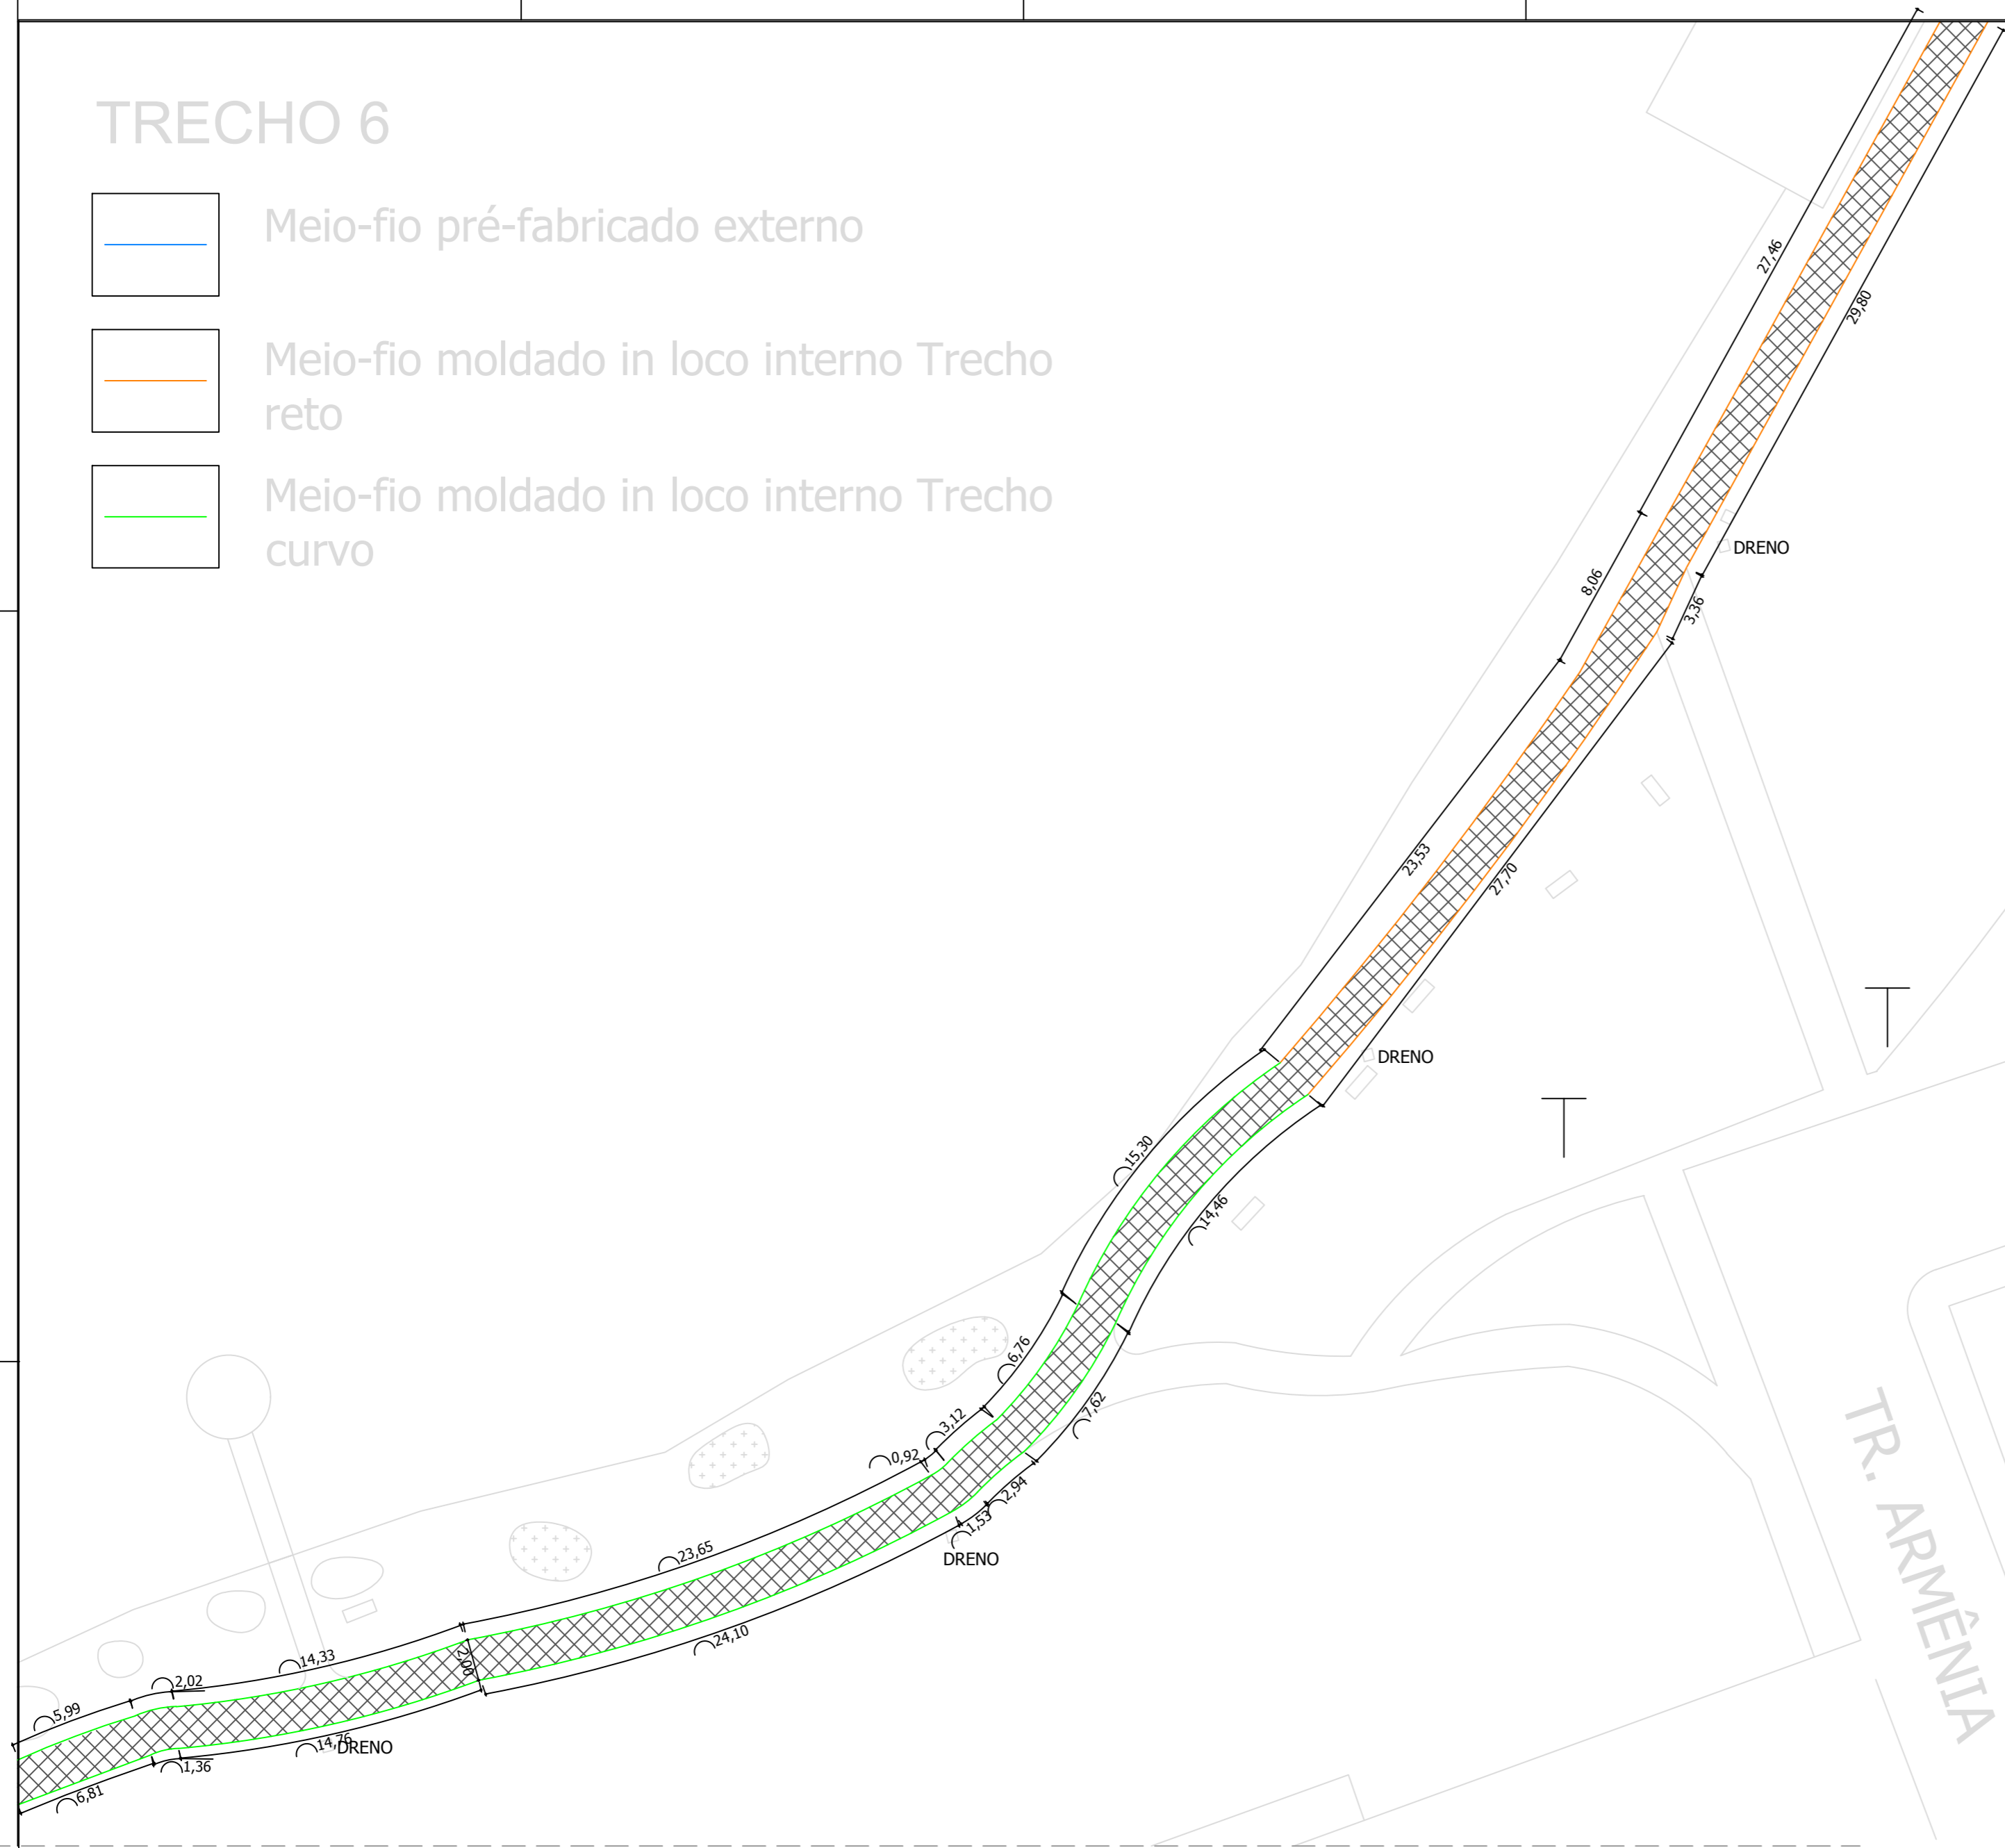 TRECHO 6
Meio-fio pré-fabricado externo
Meio-fio moldado in loco interno Trecho
reto
Meio-fio moldado in loco interno Trecho
curvo
27,46
29,80
DRENO
8,06
3,36
23,53
27,70
DRENO
15,30
14,46
6,76
7,62
3,12
0,92
2,94
1,53
DRENO
23,65
24,10
2,00
14,33
2,02
5,99
14,76
DRENO
1,36
6,81
TR. ARMÊNIA